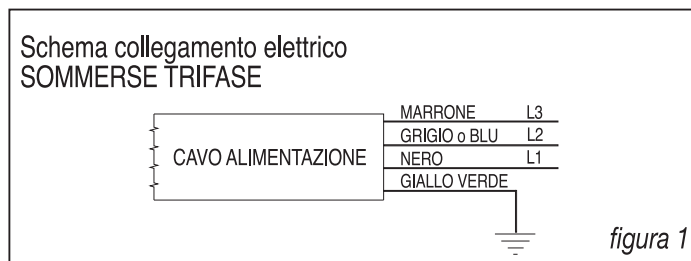 Schema collegamento elettrico
SOMMERSE TRIFASE
CAVO ALIMENTAZIONE
MARRONE L3
GRIGIO o BLU L2
NERO L1
GIALLO VERDE
figura 1